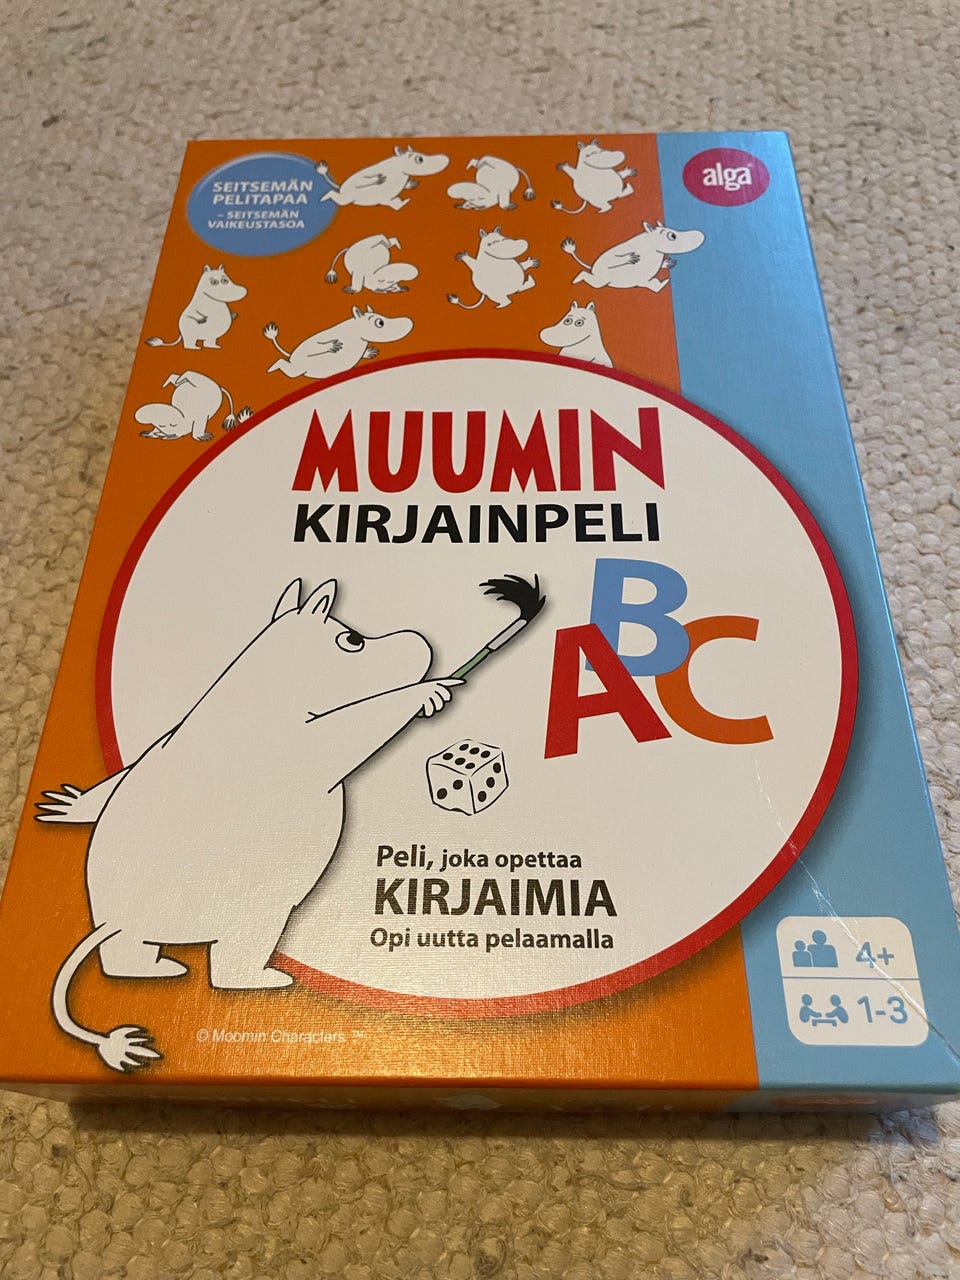 SEITSEMÄN
PELITAPAA
– SEITSEMÄN
VAIKEUSTASOA
alga
MUUMIN
KIRJAINPELI
ABC
Peli, joka opettaa
KIRJAIMIA
Opi uutta pelaamalla
4+
1-3
© Moomin Characters ™